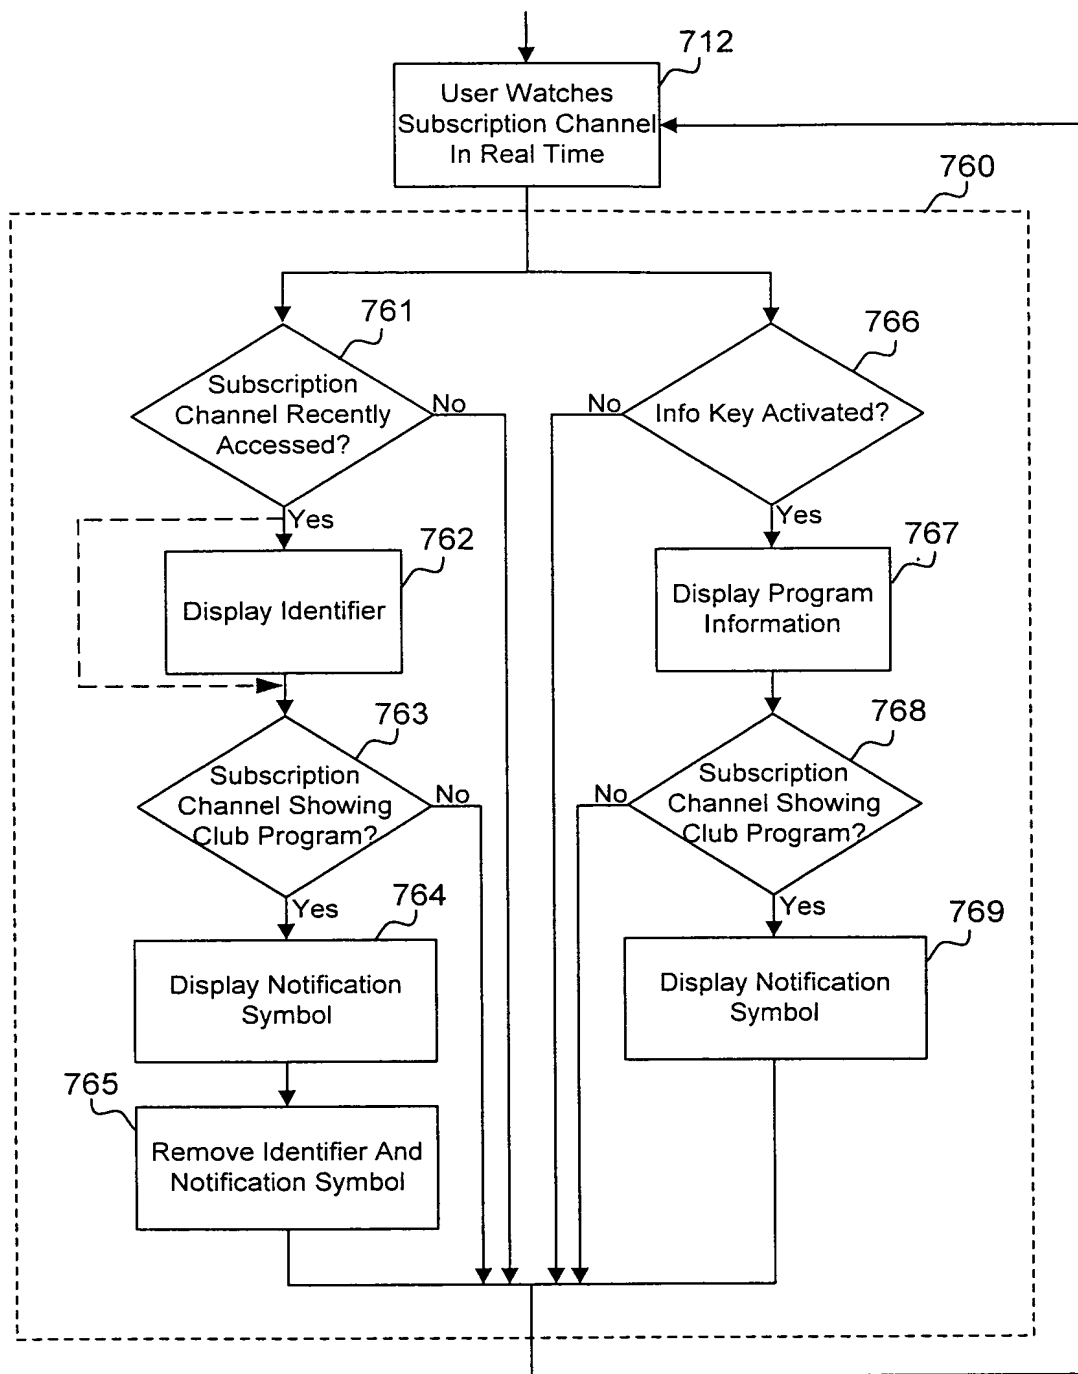 712
User Watches
Subscription Channel
In Real Time
760
761
Subscription
Channel Recently
Accessed?
No
Yes
762
Display Identifier
763
Subscription
Channel Showing
Club Program?
No
Yes
764
Display Notification
Symbol
765
Remove Identifier And
Notification Symbol
766
Info Key Activated?
No
Yes
767
Display Program
Information
768
Subscription
Channel Showing
Club Program?
No
Yes
769
Display Notification
Symbol